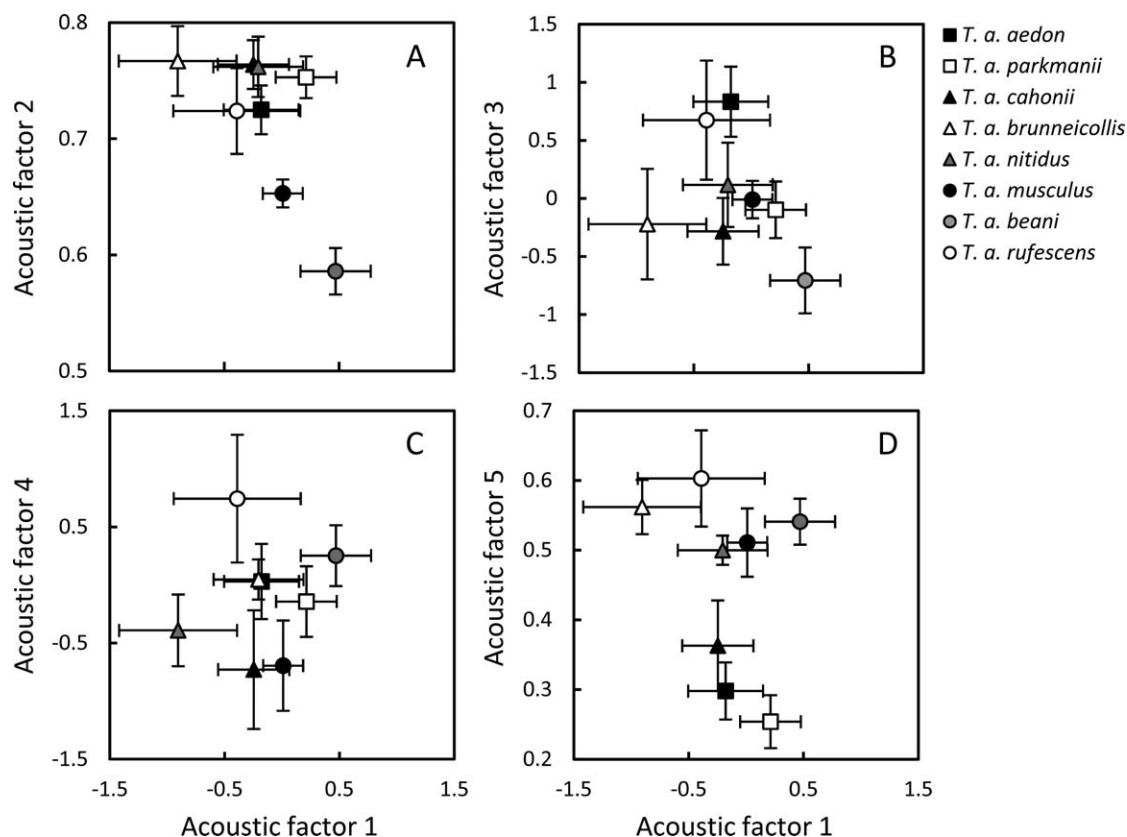 0.8
0.7
0.6
0.5
Acoustic factor 2
A
1.5
1
0.5
0
-0.5
-1
-1.5
Acoustic factor 3
B
T. a. aedon
T. a. parkmanii
T. a. cahonii
T. a. brunneicollis
T. a. nitidus
T. a. musculus
T. a. beani
T. a. rufescens
1.5
0.5
-0.5
-1.5
Acoustic factor 4
C
-1.5 -0.5 0.5 1.5
Acoustic factor 1
0.7
0.6
0.5
0.4
0.3
0.2
Acoustic factor 5
D
-1.5 -0.5 0.5 1.5
Acoustic factor 1